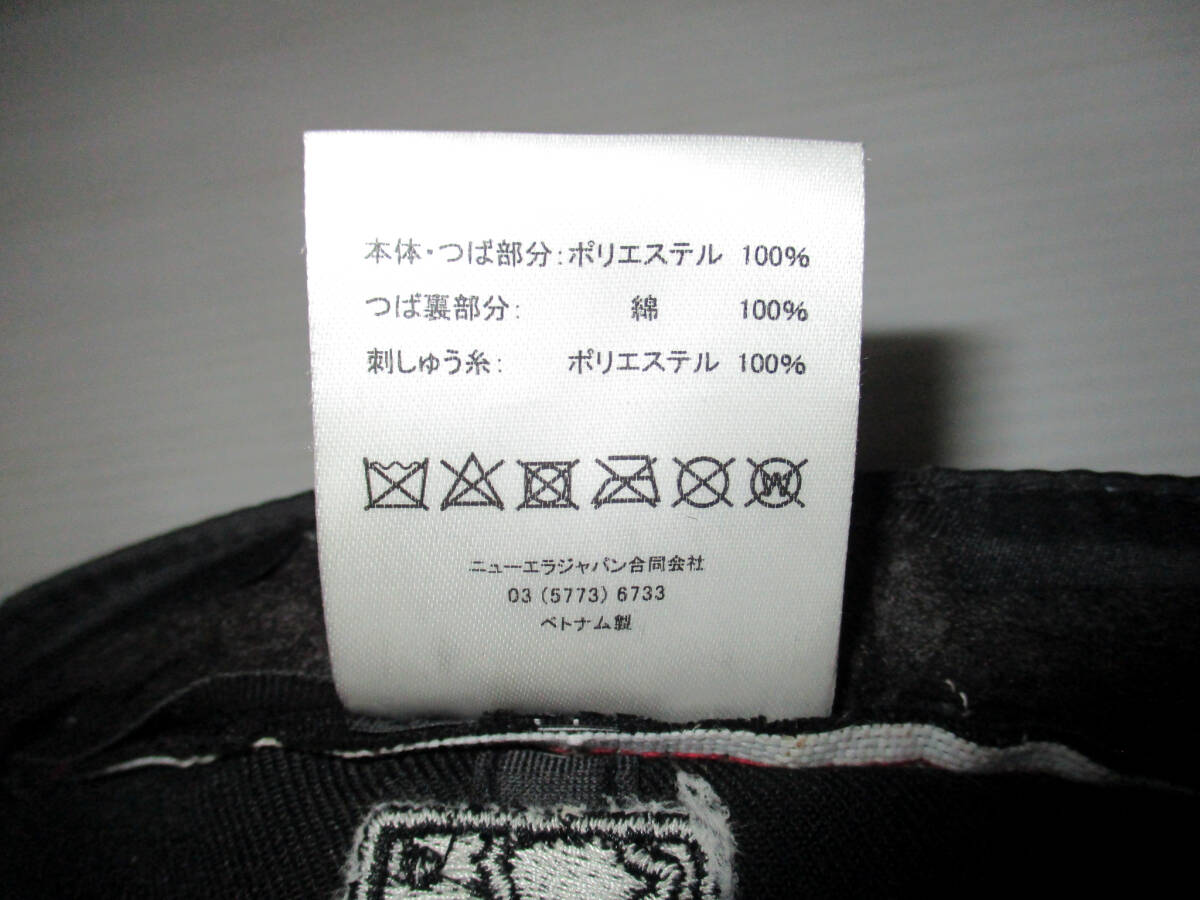 本体・つば部分:ポリエステル 100%
つば裏部分: 綿 100%
刺しゅう糸: ポリエステル 100%
W
ニューエラジャパン合同会社
03 (5773) 6733
ベトナム製